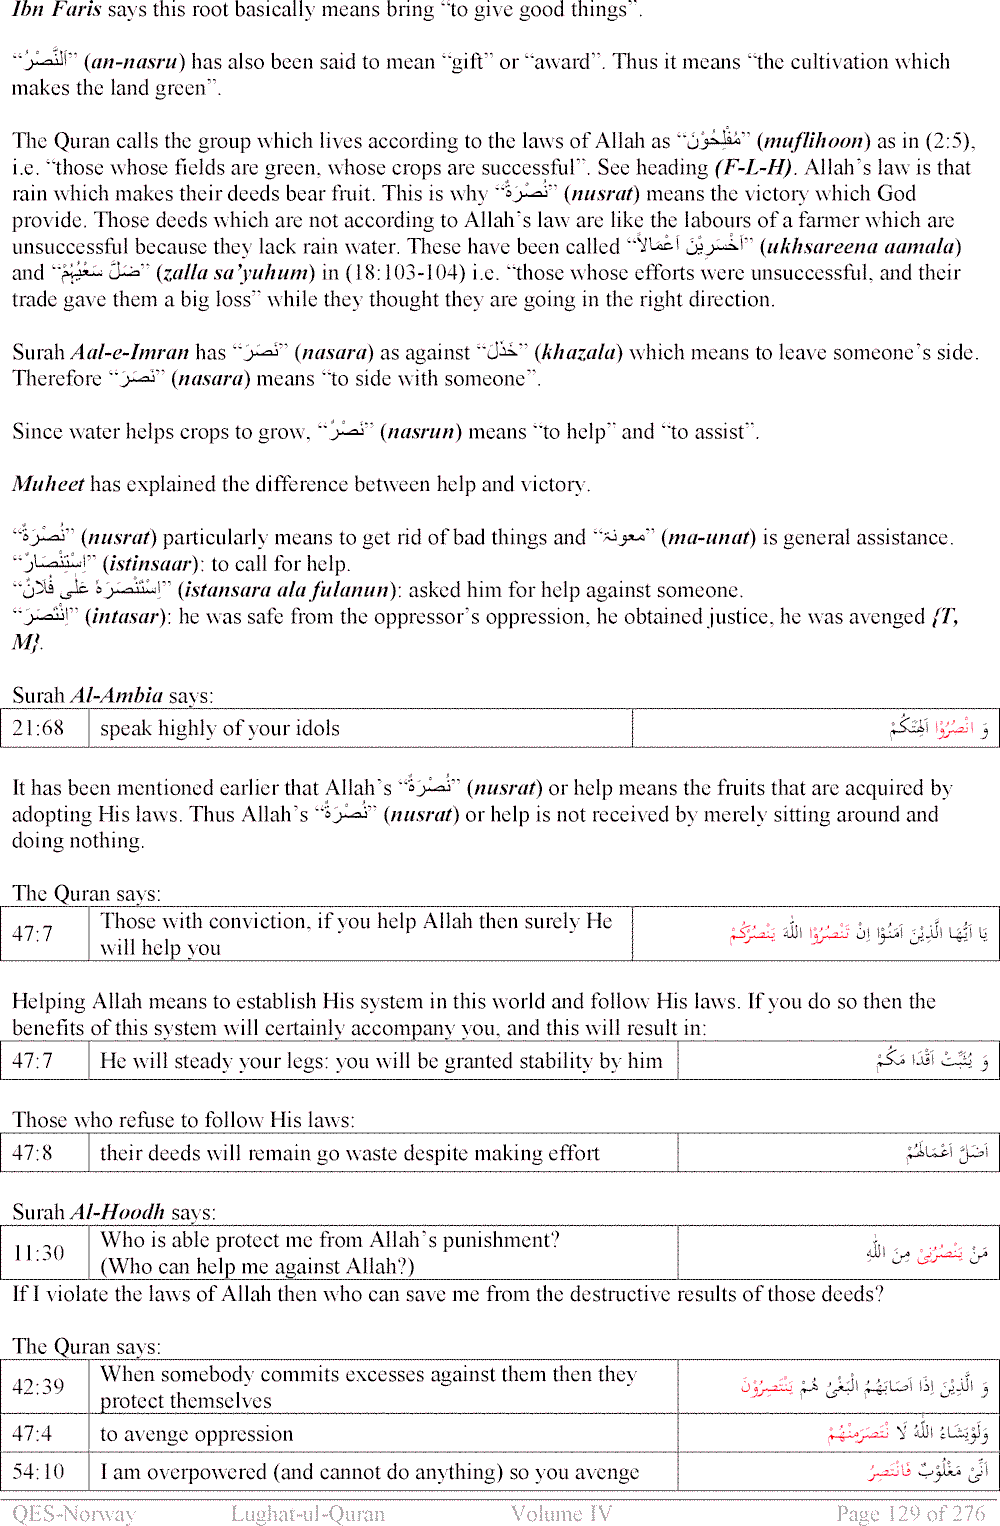 Ibn Faris says this root basically means bring “to give good things”.
“اَلنَّصْرُ” (an-nasru) has also been said to mean “gift” or “award”. Thus it means “the cultivation which
makes the land green”.
The Quran calls the group which lives according to the laws of Allah as “مُفْلِحُوْنَ” (muflihoon) as in (2:5),
i.e. “those whose fields are green, whose crops are successful”. See heading (F-L-H). Allah’s law is that
rain which makes their deeds bear fruit. This is why “نُصْرَةٌ” (nusrat) means the victory which God
provide. Those deeds which are not according to Allah’s law are like the labours of a farmer which are
unsuccessful because they lack rain water. These have been called “اَخْسَرِيْنَ اَعْمَالاً” (ukhsareena aamala)
and “ضَلَّ سَعْيُهُمْ” (zalla sa’yuhum) in (18:103-104) i.e. “those whose efforts were unsuccessful, and their
trade gave them a big loss” while they thought they are going in the right direction.
Surah Aal-e-Imran has “نَصَرَ” (nasara) as against “خَذَلَ” (khazala) which means to leave someone’s side.
Therefore “نَصَرَ” (nasara) means “to side with someone”.
Since water helps crops to grow, “نَصْرٌ” (nasrun) means “to help” and “to assist”.
Muheet has explained the difference between help and victory.
“نُصْرَةٌ” (nusrat) particularly means to get rid of bad things and “معونۃ” (ma-unat) is general assistance.
“اِسْتِنْصَارٌ” (istinsaar): to call for help.
“اِسْتَنْصَرَهٗ عَلٰى فُلَانٌ” (istansara ala fulanun): asked him for help against someone.
“اِنْتَصَرَ” (intasar): he was safe from the oppressor’s oppression, he obtained justice, he was avenged {T,
M}.
Surah Al-Ambia says:
21:68 speak highly of your idols وَ انْصُرُوْا اٰلِهَتَكُمْ
It has been mentioned earlier that Allah’s “نُصْرَةٌ” (nusrat) or help means the fruits that are acquired by
adopting His laws. Thus Allah’s “نُصْرَةٌ” (nusrat) or help is not received by merely sitting around and
doing nothing.
The Quran says:
47:7 Those with conviction, if you help Allah then surely He
will help you يَا اَيُّهَا الَّذِيْنَ اٰمَنُوْا اِنْ تَنْصُرُوْا اللّٰهَ يَنْصُرْكُمْ
Helping Allah means to establish His system in this world and follow His laws. If you do so then the
benefits of this system will certainly accompany you, and this will result in:
47:7 He will steady your legs: you will be granted stability by him وَ يُثَبِّتْ اَقْدَا مَكُمْ
Those who refuse to follow His laws:
47:8 their deeds will remain go waste despite making effort اَضَلَّ اَعْمَالَهُمْ
Surah Al-Hoodh says:
11:30 Who is able protect me from Allah’s punishment?
(Who can help me against Allah?) مَنْ يَنْصُرُنِىْ مِنَ اللّٰهِ
If I violate the laws of Allah then who can save me from the destructive results of those deeds?
The Quran says:
42:39 When somebody commits excesses against them then they
protect themselves وَ الَّذِيْنَ اِذَا اَصَابَهُمُ الْبَغْىُ هُمْ يَنْتَصِرُوْنَ
47:4 to avenge oppression وَلَوْيَشَاءُ اللّٰهُ لَا نْتَصَرَمِنْهُمْ
54:10 I am overpowered (and cannot do anything) so you avenge اَنِّىْ مَغْلُوْبٌ فَانْتَصِرْ
QES-Norway Lughat-ul-Quran Volume IV Page 129 of 276